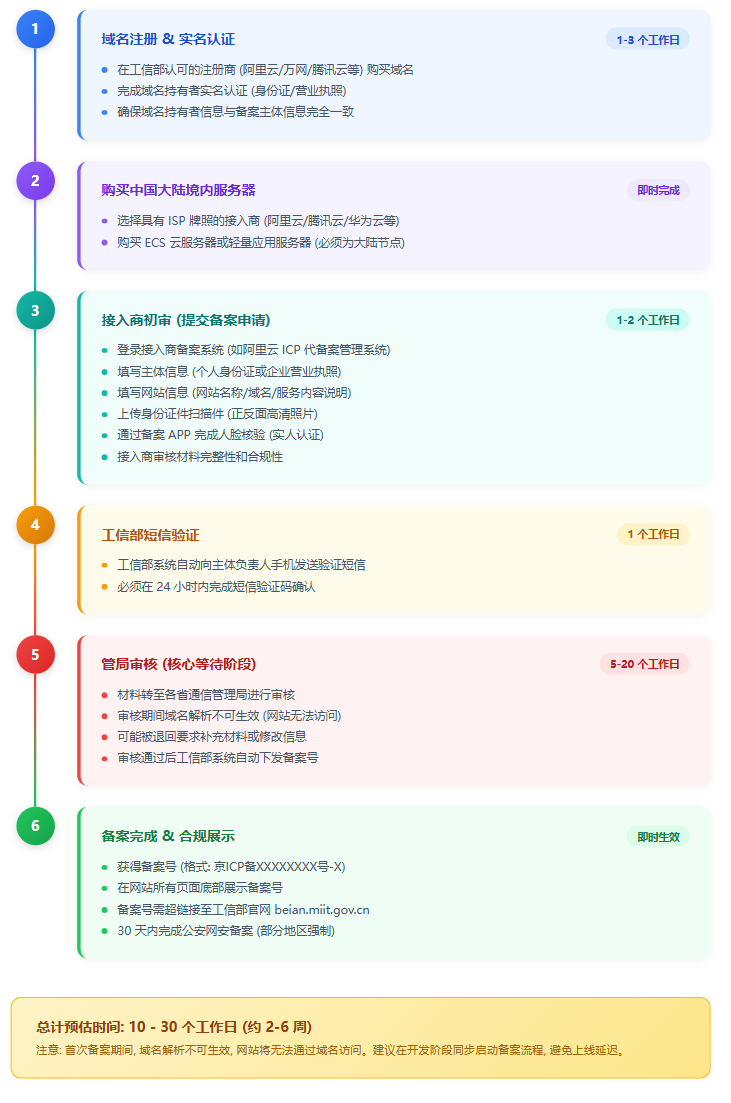 1
域名注册 & 实名认证
1-3 个工作日
在工信部认可的注册商 (阿里云/万网/腾讯云等) 购买域名
完成域名持有者实名认证 (身份证/营业执照)
确保域名持有者信息与备案主体信息完全一致
2
购买中国大陆境内服务器
即时完成
选择具有 ISP 牌照的接入商 (阿里云/腾讯云/华为云等)
购买 ECS 云服务器或轻量应用服务器 (必须为大陆节点)
3
接入商初审 (提交备案申请)
1-2 个工作日
登录接入商备案系统 (如阿里云 ICP 代备案管理系统)
填写主体信息 (个人身份证或企业营业执照)
填写网站信息 (网站名称/域名/服务内容说明)
上传身份证件扫描件 (正反面高清照片)
通过备案 APP 完成人脸核验 (实人认证)
接入商审核材料完整性和合规性
4
工信部短信验证
1 个工作日
工信部系统自动向主体负责人手机发送验证短信
必须在 24 小时内完成短信验证码确认
5
管局审核 (核心等待阶段)
5-20 个工作日
材料转至各省通信管理局进行审核
审核期间域名解析不可生效 (网站无法访问)
可能被退回要求补充材料或修改信息
审核通过后工信部系统自动下发备案号
6
备案完成 & 合规展示
即时生效
获得备案号 (格式: 京ICP备XXXXXXXX号-X)
在网站所有页面底部展示备案号
备案号需超链接至工信部官网 beian.miit.gov.cn
30 天内完成公安网安备案 (部分地区强制)
总计预估时间: 10 - 30 个工作日 (约 2-6 周)
注意: 首次备案期间, 域名解析不可生效, 网站将无法通过域名访问。建议在开发阶段同步启动备案流程, 避免上线延迟。